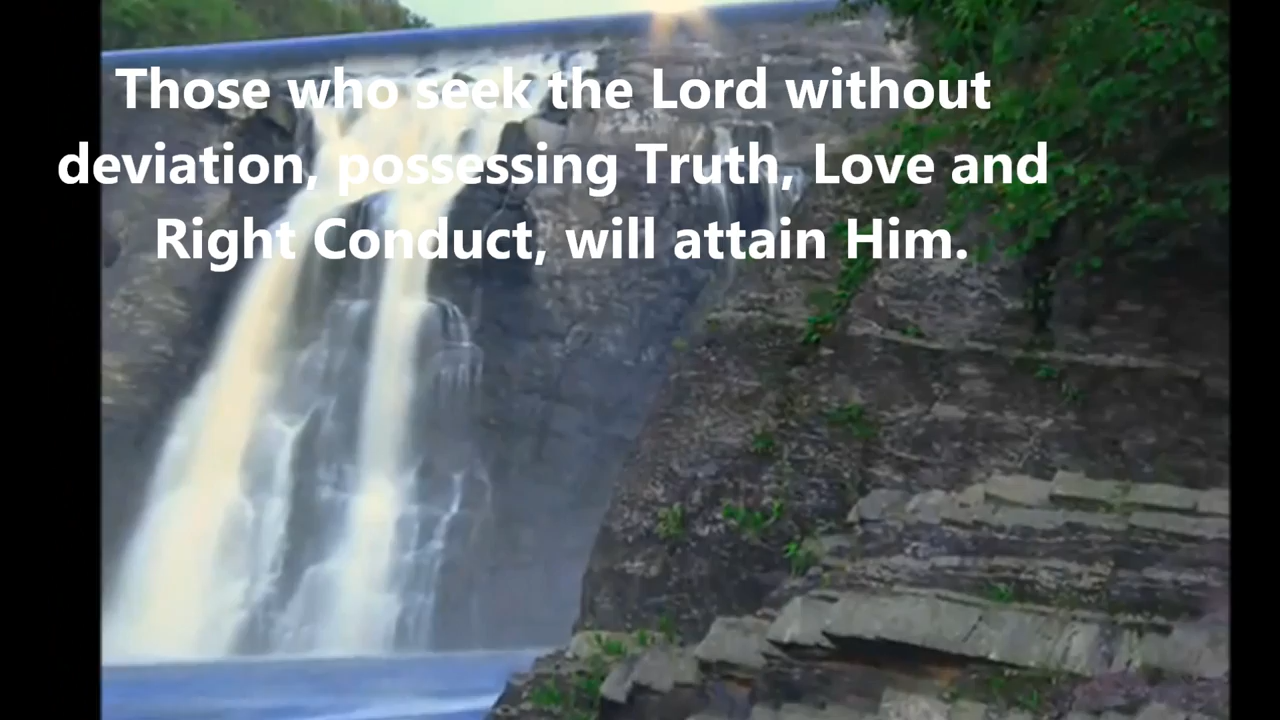 Those who seek the Lord without
deviation, possessing Truth, Love and
Right Conduct, will attain Him.